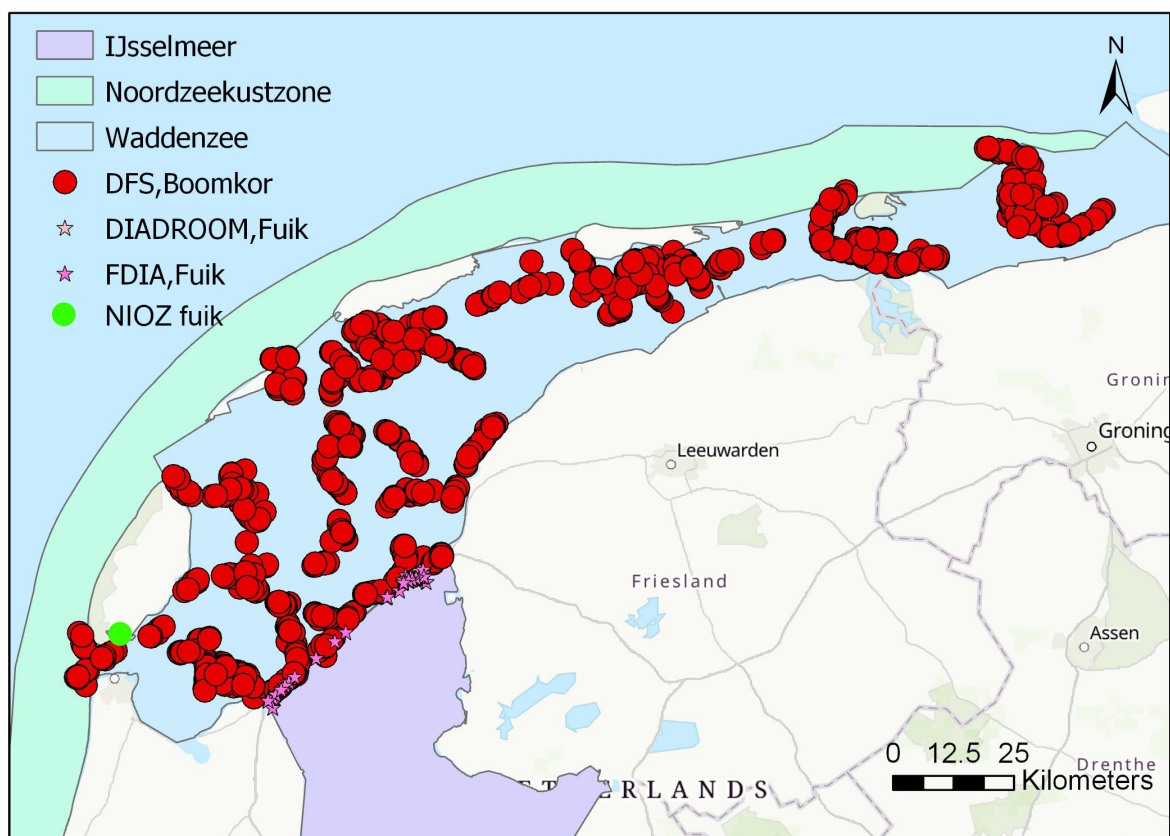 IJsselmeer
Noordzeekustzone
Waddenzee
DFS,Boomkor
DIADROOM,Fuik
FDIA,Fuik
NIOZ fuik
N
Gronin
Groning
Leeuwarden
Friesland
Assen
Drenthe
ET ERLANDS
0 12.5 25
Kilometers